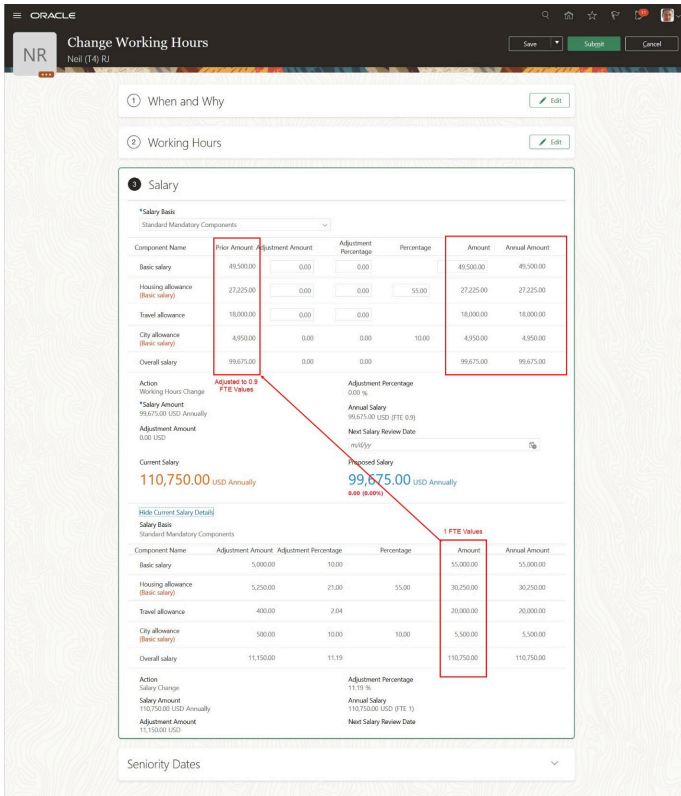 ORACLE
NR
Change Working Hours
Neil (T4) RJ
Save
Submit
Cancel
1 When and Why
Edit
2 Working Hours
Edit
3 Salary
*Salary Basis
Standard Mandatory Components
Component Name Prior Amount Adjustment Amount Adjustment Percentage Percentage Amount Annual Amount
Basic salary 49,500.00 0.00 0.00 49,500.00 49,500.00
Housing allowance 27,225.00 0.00 0.00 55.00 27,225.00 27,225.00
(Basic salary)
Travel allowance 18,000.00 0.00 0.00 18,000.00 18,000.00
City allowance 4,950.00 0.00 0.00 10.00 4,950.00 4,950.00
(Basic salary)
Overall salary 99,675.00 0.00 0.00 99,675.00 99,675.00
Adjusted to 0.9
FTE Values
Action
Working Hours Change
Adjustment Percentage
0.00 %
*Salary Amount
99,675.00 USD Annually
Annual Salary
99,675.00 USD (FTE 0.9)
Adjustment Amount
0.00 USD
Next Salary Review Date
m/d/yy
Current Salary
110,750.00 USD Annually
Proposed Salary
99,675.00 USD Annually
0.00 (0.00%)
Hide Current Salary Details
Salary Basis
Standard Mandatory Components
1 FTE Values
Component Name Adjustment Amount Adjustment Percentage Percentage Amount Annual Amount
Basic salary 5,000.00 10.00 55,000.00 55,000.00
Housing allowance 5,250.00 21.00 55.00 30,250.00 30,250.00
(Basic salary)
Travel allowance 400.00 2.04 20,000.00 20,000.00
City allowance 500.00 10.00 10.00 5,500.00 5,500.00
(Basic salary)
Overall salary 11,150.00 11.19 110,750.00 110,750.00
Action
Salary Change
Adjustment Percentage
11.19 %
Salary Amount
110,750.00 USD Annually
Annual Salary
110,750.00 USD (FTE 1)
Adjustment Amount
11,150.00 USD
Next Salary Review Date
Seniority Dates